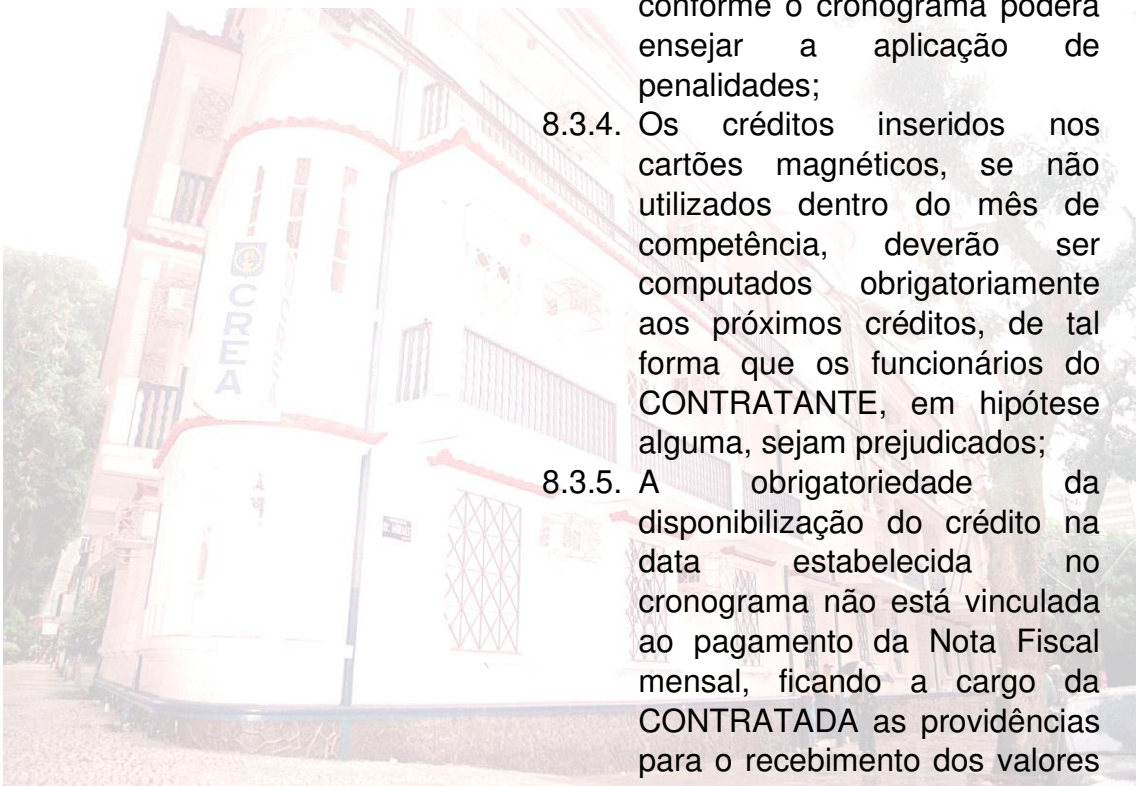 conforme o cronograma poderá
ensejar a aplicação de
penalidades;
8.3.4. Os créditos inseridos nos
cartões magnéticos, se não
utilizados dentro do mês de
competência, deverão ser
computados obrigatoriamente
aos próximos créditos, de tal
forma que os funcionários do
CONTRATANTE, em hipótese
alguma, sejam prejudicados;
8.3.5. A obrigatoriedade da
disponibilização do crédito na
data estabelecida no
cronograma não está vinculada
ao pagamento da Nota Fiscal
mensal, ficando a cargo da
CONTRATADA as providências
para o recebimento dos valores
CREA